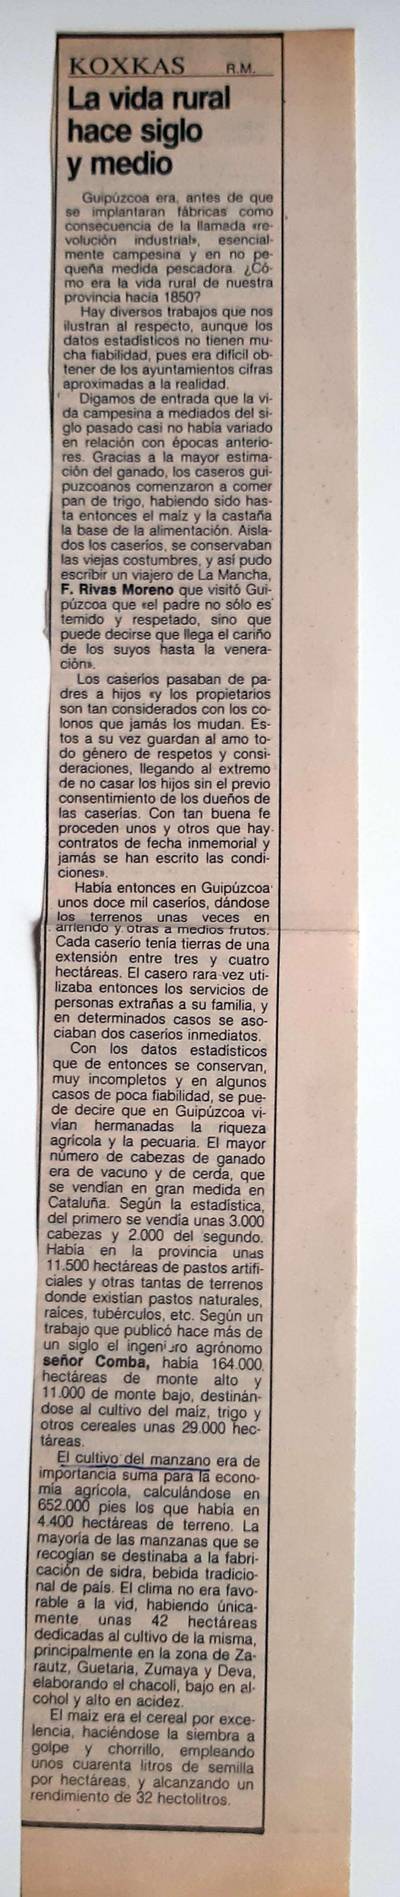 KOXKAS R.M.
La vida rural
hace siglo
y medio
Guipúzcoa era, antes de que
se implantaran fábricas como
consecuencia de la llamada «re-
volución industrial», esencial-
mente campesina y en no pe-
queña medida pescadora. ¿Có-
mo era la vida rural de nuestra
provincia hacia 1850?
Hay diversos trabajos que nos
ilustran al respecto, aunque los
datos estadísticos no tienen mu-
cha fiabilidad, pues era difícil ob-
tener de los ayuntamientos cifras
aproximadas a la realidad.
Digamos de entrada que la vi-
da campesina a mediados del si-
glo pasado casi no había variado
en relación con épocas anterio-
res. Gracias a la mayor estima-
ción del ganado, los caseros gui-
puzcoanos comenzaron a comer
pan de trigo, habiendo sido has-
ta entonces el maíz y la castaña
la base de la alimentación. Aisla-
dos los caseríos, se conservaban
las viejas costumbres, y así pudo
escribir un viajero de La Mancha,
F. Rivas Moreno que visitó Gui-
púzcoa que «el padre no sólo es
temido y respetado, sino que
puede decirse que llega el cariño
de los suyos hasta la venera-
ción».
Los caseríos pasaban de pa-
dres a hijos «y los propietarios
son tan considerados con los co-
lonos que jamás los mudan. Es-
tos a su vez guardan al amo to-
do género de respetos y consi-
deraciones, llegando al extremo
de no casar los hijos sin el previo
consentimiento de los dueños de
las caserías. Con tan buena fe
proceden unos y otros que hay
contratos de fecha inmemorial y
jamás se han escrito las condi-
ciones».
Había entonces en Guipúzcoa
unos doce mil caseríos, dándose
los terrenos unas veces en
arriendo y otras a medios frutos.
Cada caserío tenía tierras de una
extensión entre tres y cuatro
hectáreas. El casero rara vez uti-
lizaba entonces los servicios de
personas extrañas a su familia, y
en determinados casos se aso-
ciaban dos caseríos inmediatos.
Con los datos estadísticos
que de entonces se conservan,
muy incompletos y en algunos
casos de poca fiabilidad, se pue-
de decire que en Guipúzcoa vi-
vían hermanadas la riqueza
agrícola y la pecuaria. El mayor
número de cabezas de ganado
era de vacuno y de cerda, que
se vendían en gran medida en
Cataluña. Según la estadística,
del primero se vendía unas 3.000
cabezas y 2.000 del segundo.
Había en la provincia unas
11.500 hectáreas de pastos artifi-
ciales y otras tantas de terrenos
donde existían pastos naturales,
raíces, tubérculos, etc. Según un
trabajo que publicó hace más de
un siglo el ingeniero agrónomo
señor Comba, había 164.000
hectáreas de monte alto y
11.000 de monte bajo, destinán-
dose al cultivo del maíz, trigo y
otros cereales unas 29.000 hec-
táreas.
El cultivo del manzano era de
importancia suma para la econo-
mía agrícola, calculándose en
652.000 pies los que había en
4.400 hectáreas de terreno. La
mayoría de las manzanas que se
recogían se destinaba a la fabri-
cación de sidra, bebida tradicio-
nal de país. El clima no era favo-
rable a la vid, habiendo única-
mente unas 42 hectáreas
dedicadas al cultivo de la misma,
principalmente en la zona de Za-
rautz, Guetaria, Zumaya y Deva,
elaborando el chacolí, bajo en al-
cohol y alto en acidez.
El maíz era el cereal por exce-
lencia, haciéndose la siembra a
golpe y chorrillo, empleando
unos cuarenta litros de semilla
por hectáreas, y alcanzando un
rendimiento de 32 hectolitros.